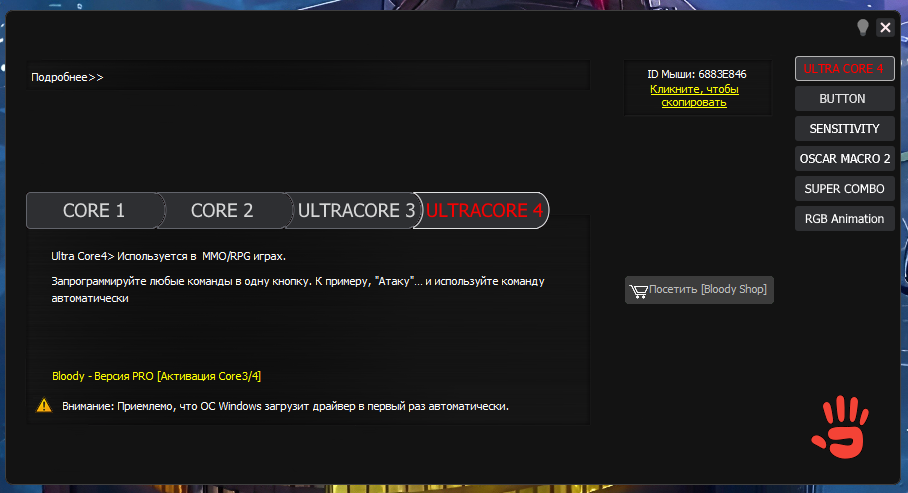 Подробнее>>
ID Мыши: 6883E846
Кликните, чтобы
скопировать
ULTRA CORE 4
BUTTON
SENSITIVITY
OSCAR MACRO 2
SUPER COMBO
RGB Animation
CORE 1
CORE 2
ULTRACORE 3
ULTRACORE 4
Ultra Core4> Используется в MMO/RPG играх.
Запрограммируйте любые команды в одну кнопку. К примеру, "Атаку"... и используйте команду
автоматически
Посетить [Bloody Shop]
Bloody - Версия PRO [Активация Core3/4]
Внимание: Приемлемо, что ОС Windows загрузит драйвер в первый раз автоматически.